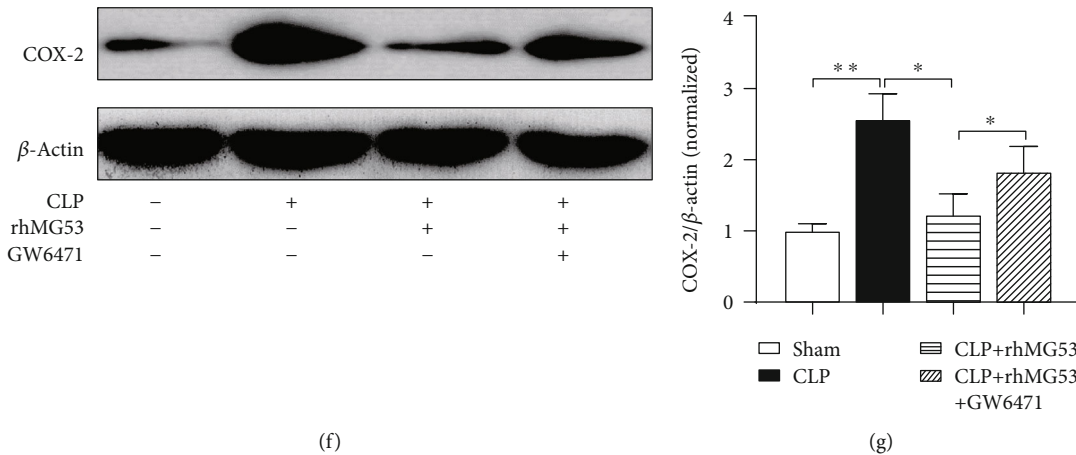 COX-2
β-Actin
CLP − + + +
rhMG53 − − + +
GW6471 − − − +
(f)
COX-2/β-actin (normalized)
4
3
2
1
0
** *
*
Sham
CLP
CLP+rhMG53
CLP+rhMG53
+GW6471
(g)